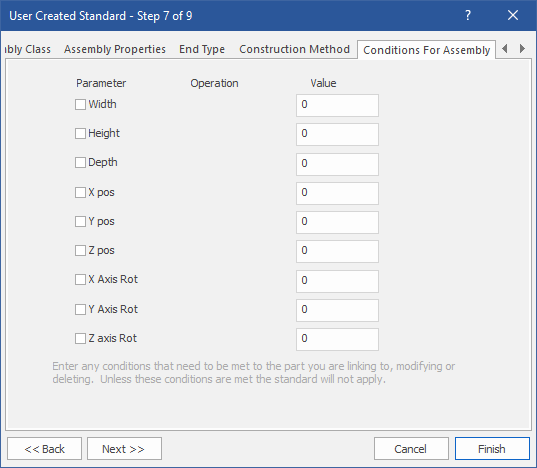 User Created Standard - Step 7 of 9 ?
bly Class Assembly Properties End Type Construction Method Conditions For Assembly
Parameter Operation Value
Width 0
Height 0
Depth 0
X pos 0
Y pos 0
Z pos 0
X Axis Rot 0
Y Axis Rot 0
Z axis Rot 0
Enter any conditions that need to be met to the part you are linking to, modifying or
deleting. Unless these conditions are met the standard will not apply.
<< Back Next >> Cancel Finish